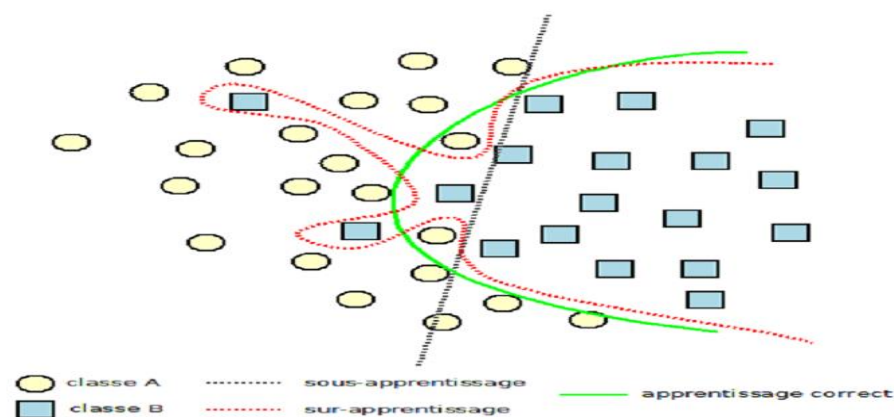 classe A
sous-apprentissage
apprentissage correct
classe B
sur-apprentissage